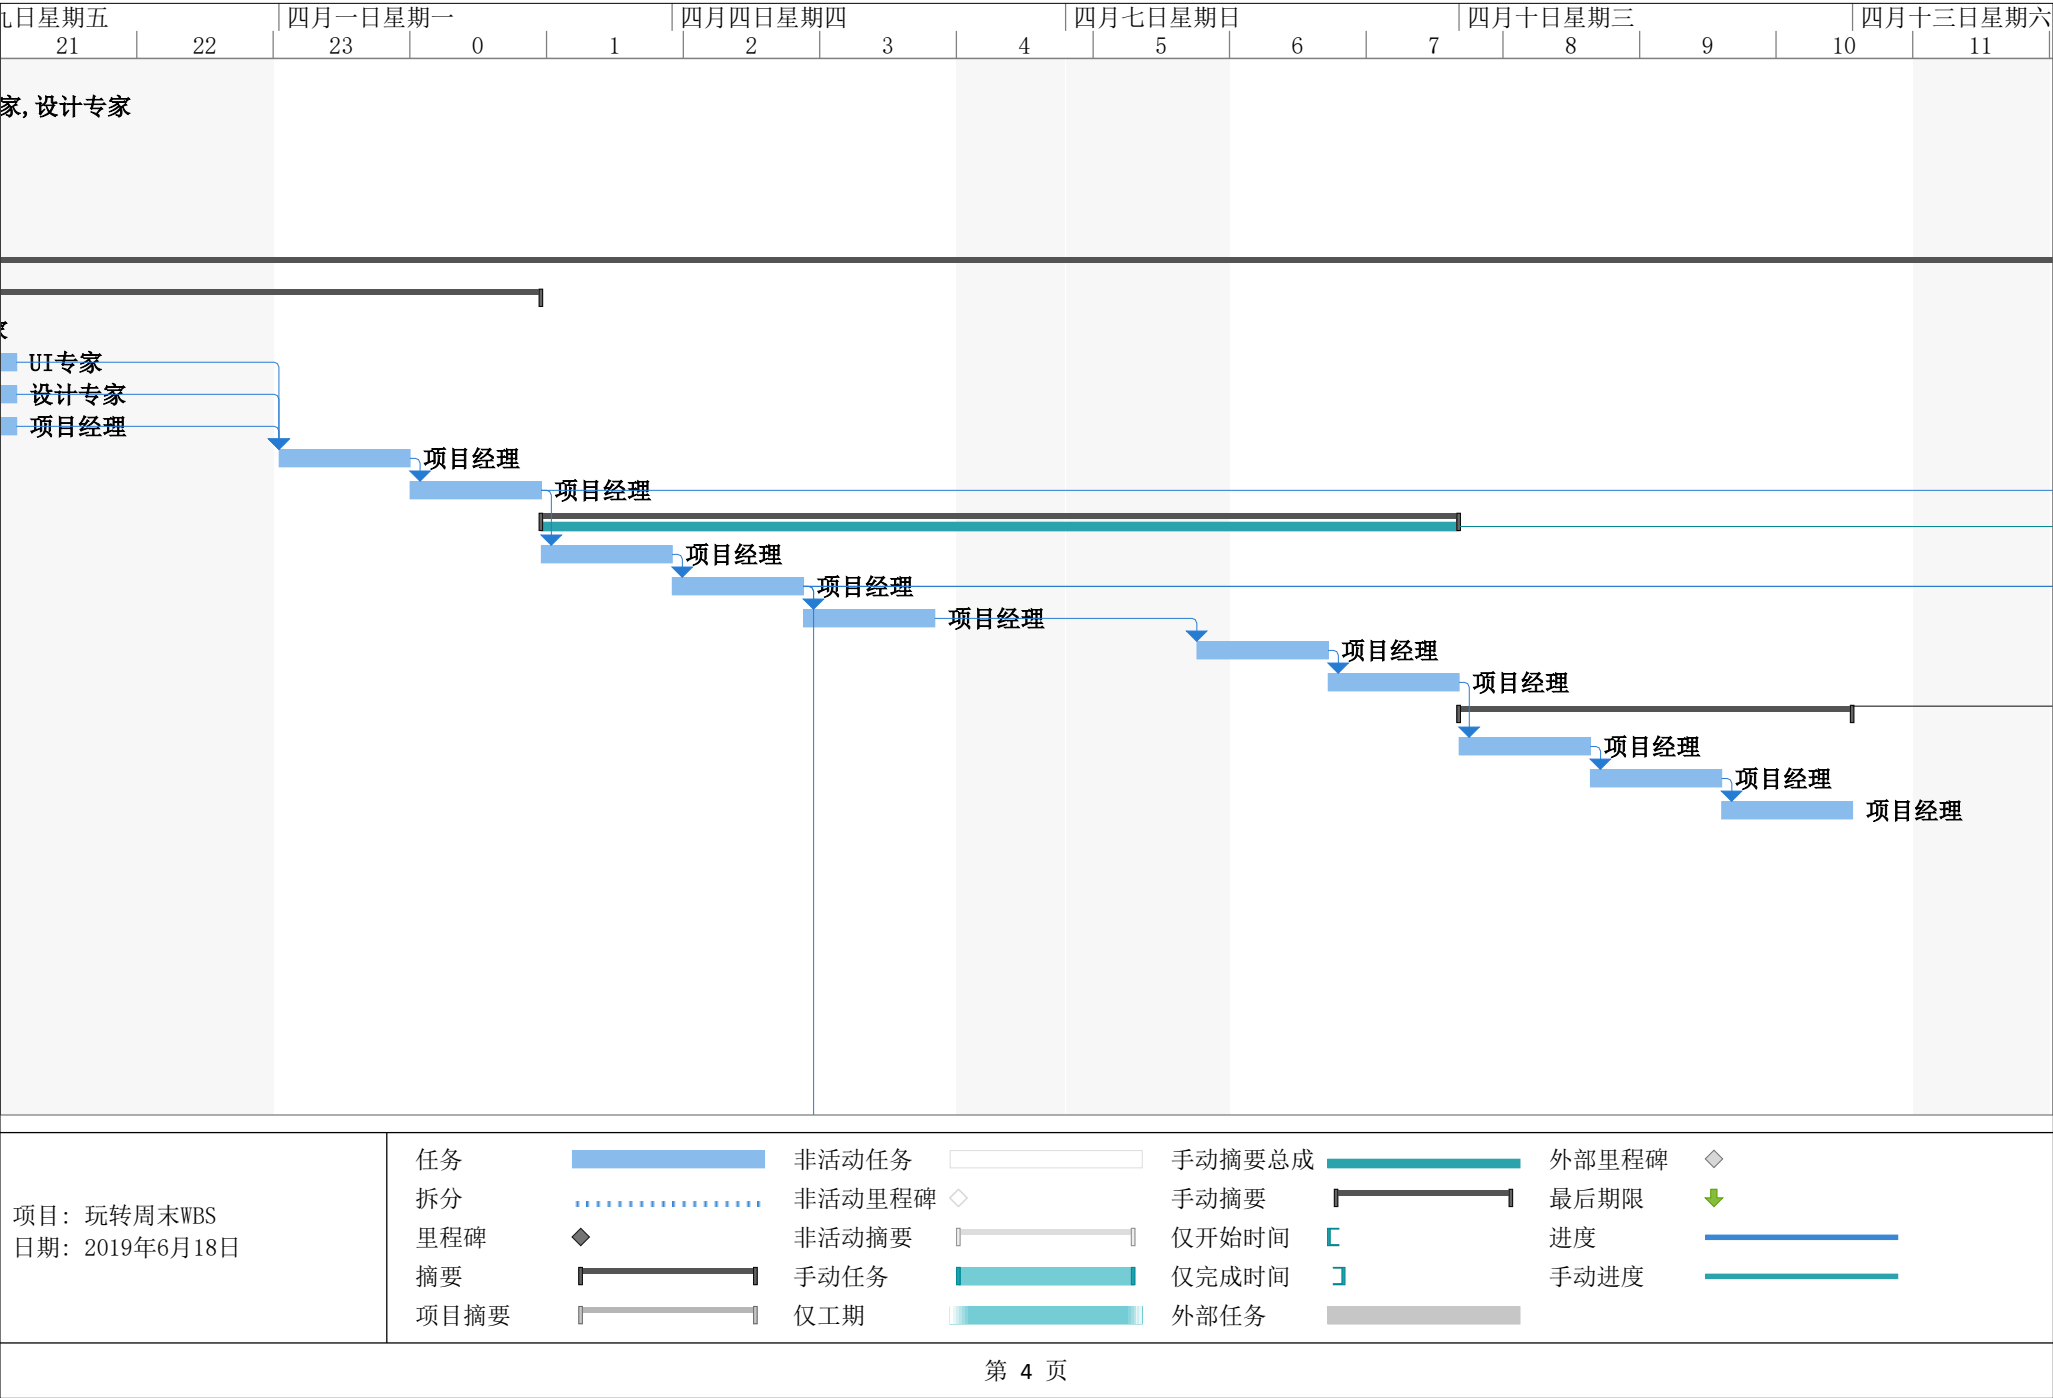 日星期五 四月一日星期一 四月四日星期四 四月七日星期日 四月十日星期三 四月十三日星期六
21 22 23 0 1 2 3 4 5 6 7 8 9 10 11
家,设计专家
UI专家
设计专家
项目经理
项目经理
项目经理
项目经理
项目经理
项目经理
项目经理
项目经理
项目经理
项目经理
项目经理
项目: 玩转周末WBS
日期: 2019年6月18日
任务 非活动任务 手动摘要总成 外部里程碑
拆分 非活动里程碑 手动摘要 最后期限
里程碑 非活动摘要 仅开始时间 进度
摘要 手动任务 仅完成时间 手动进度
项目摘要 仅工期 外部任务
第 4 页